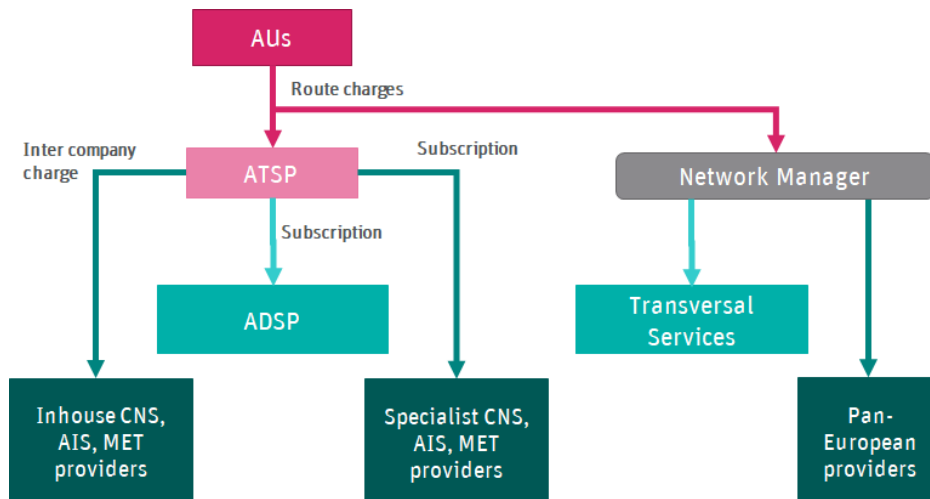 AUs
Route charges
Inter company
charge
Subscription
ATSP
Network Manager
Subscription
ADSP
Transversal
Services
Inhouse CNS,
AIS, MET
providers
Specialist CNS,
AIS, MET
providers
Pan-
European
providers